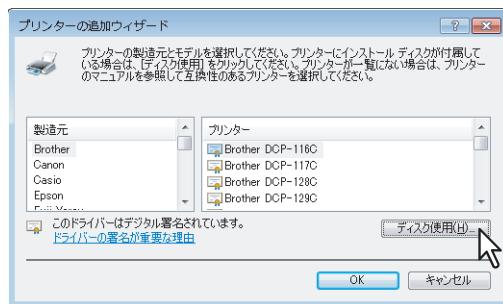 プリンターの追加ウィザード
プリンターの製造元とモデルを選択してください。プリンターにインストール ディスクが付属して
いる場合は、[ディスク使用] をクリックしてください。プリンターが一覧にない場合は、プリンター
のマニュアルを参照して互換性のあるプリンターを選択してください。
製造元
Brother
Canon
Casio
Epson
プリンター
Brother DCP-116C
Brother DCP-117C
Brother DCP-128C
Brother DCP-129C
このドライバーはデジタル署名されています。
ドライバーの署名が重要な理由
ディスク使用(H)...
OK
キャンセル